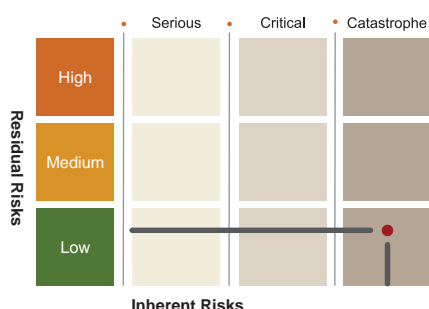 Serious Critical Catastrophe
High
Medium
Low
Residual Risks
Inherent Risks